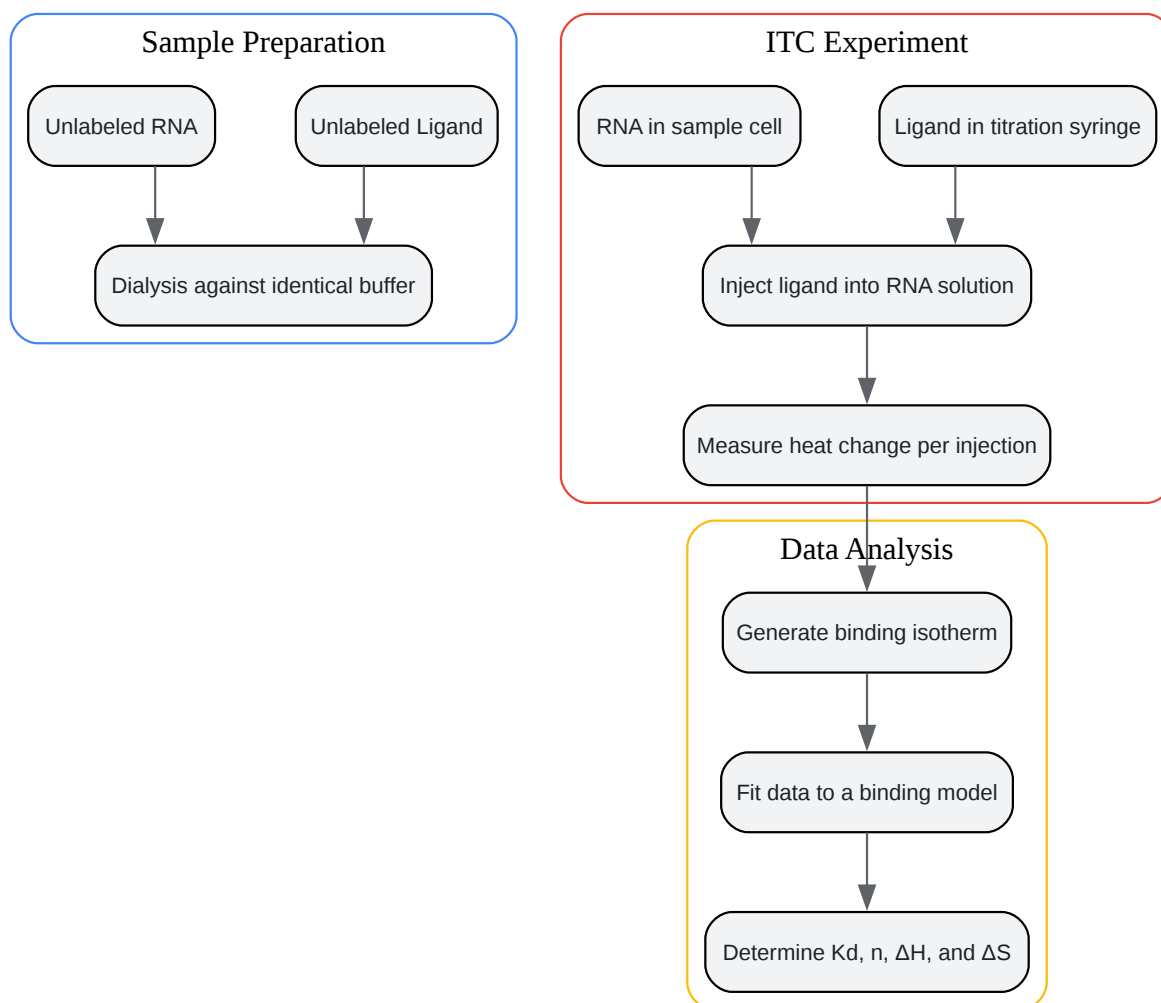 Sample Preparation
Unlabeled RNA
Unlabeled Ligand
Dialysis against identical buffer
ITC Experiment
RNA in sample cell
Ligand in titration syringe
Inject ligand into RNA solution
Measure heat change per injection
Data Analysis
Generate binding isotherm
Fit data to a binding model
Determine Kd, n, ΔH, and ΔS